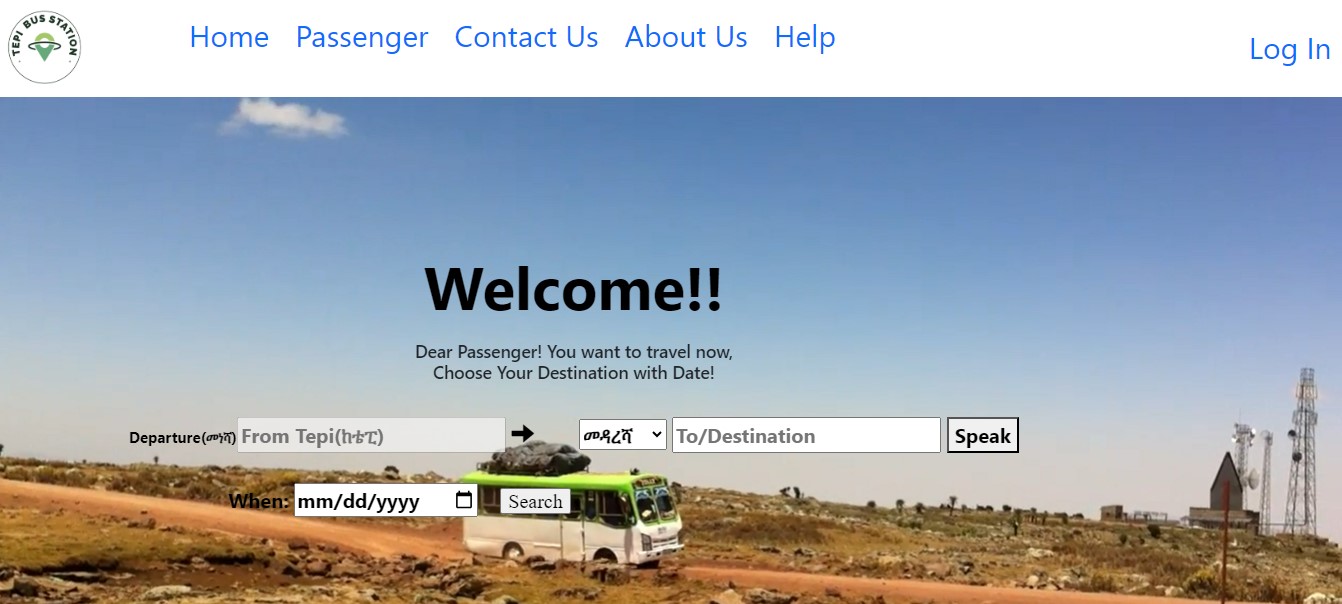 TEPI BUS STATION
Home Passenger Contact Us About Us Help
Log In
Welcome!!
Dear Passenger! You want to travel now,
Choose Your Destination with Date!
Departure(መነሻ) From Tepi(ከቴፒ) መዳረሻ To/Destination Speak
When: mm/dd/yyyy Search